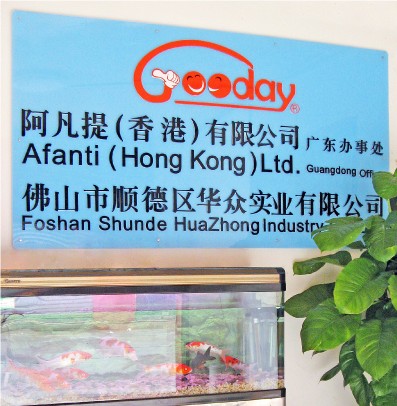 Gooday®
阿凡提(香港)有限公司 广东办事处
Afanti (Hong Kong) Ltd. Guangdong
佛山市顺德区华众实业有限公司
Foshan Shunde HuaZhong Industry